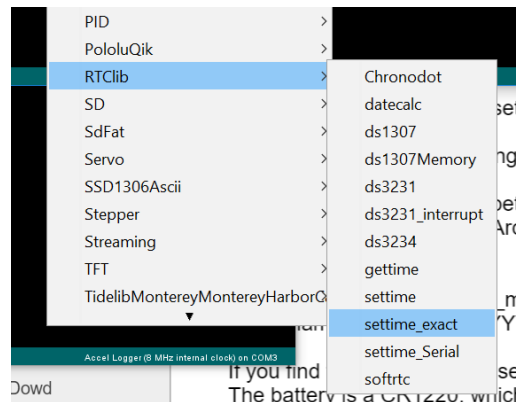 PID
PololuQik
RTClib
SD
SdFat
Servo
SSD1306Ascii
Stepper
Streaming
TFT
TidelibMontereyMontereyHarbor
Chronodot
datecalc
ds1307
ds1307Memory
ds3231
ds3231_interrupt
ds3234
gettime
settime
settime_exact
settime_Serial
softrtc
Accel Logger (8 MHz internal clock) on COM3
Dowd
If you find
The battery is a CR1220, which